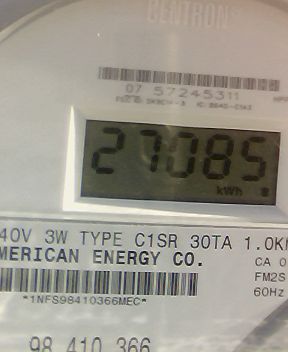 CENTRON®
07 57245311
27085
kWh
40V 3W TYPE C1SR 30TA 1.0K
MERICAN ENERGY CO.
CA 0
FM2S
60Hz
*1NFS98410366MEC*
98 410 366